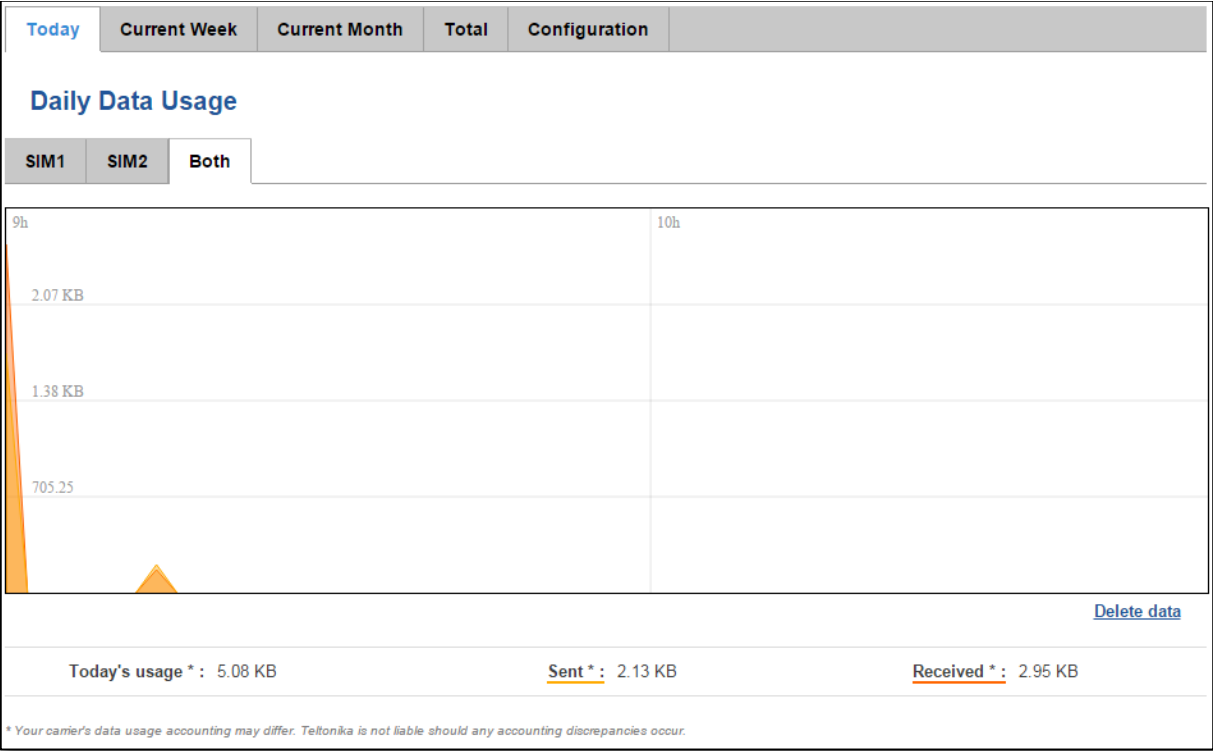 Today Current Week Current Month Total Configuration
Daily Data Usage
SIM1 SIM2 Both
9h 10h
2.07 KB
1.38 KB
705.25
Delete data
Today's usage * : 5.08 KB Sent * : 2.13 KB Received * : 2.95 KB
* Your carrier's data usage accounting may differ. Teltonika is not liable should any accounting discrepancies occur.